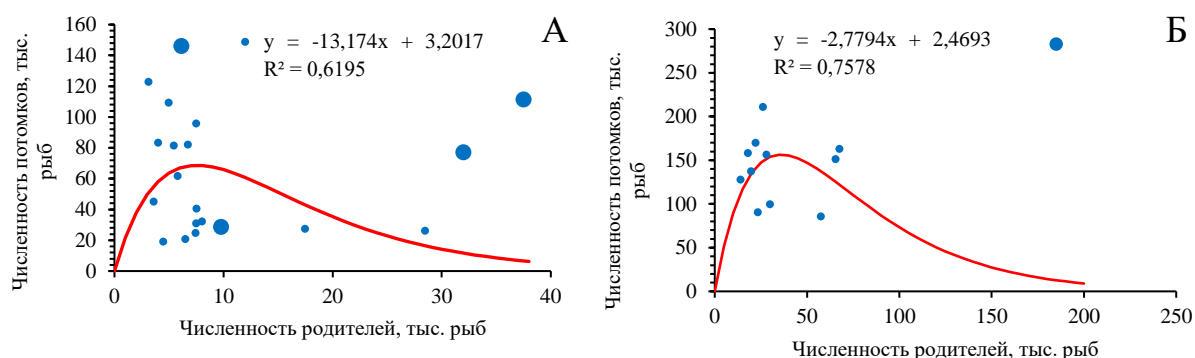 А
y = -13,174x + 3,2017
R² = 0,6195
Численность потомков, тыс.
рыб
160
140
120
100
80
60
40
20
0
0 10 20 30 40
Численность родителей, тыс. рыб
Б
y = -2,7794x + 2,4693
R² = 0,7578
Численность потомков, тыс.
рыб
300
250
200
150
100
50
0
0 50 100 150 200 250
Численность родителей, тыс. рыб